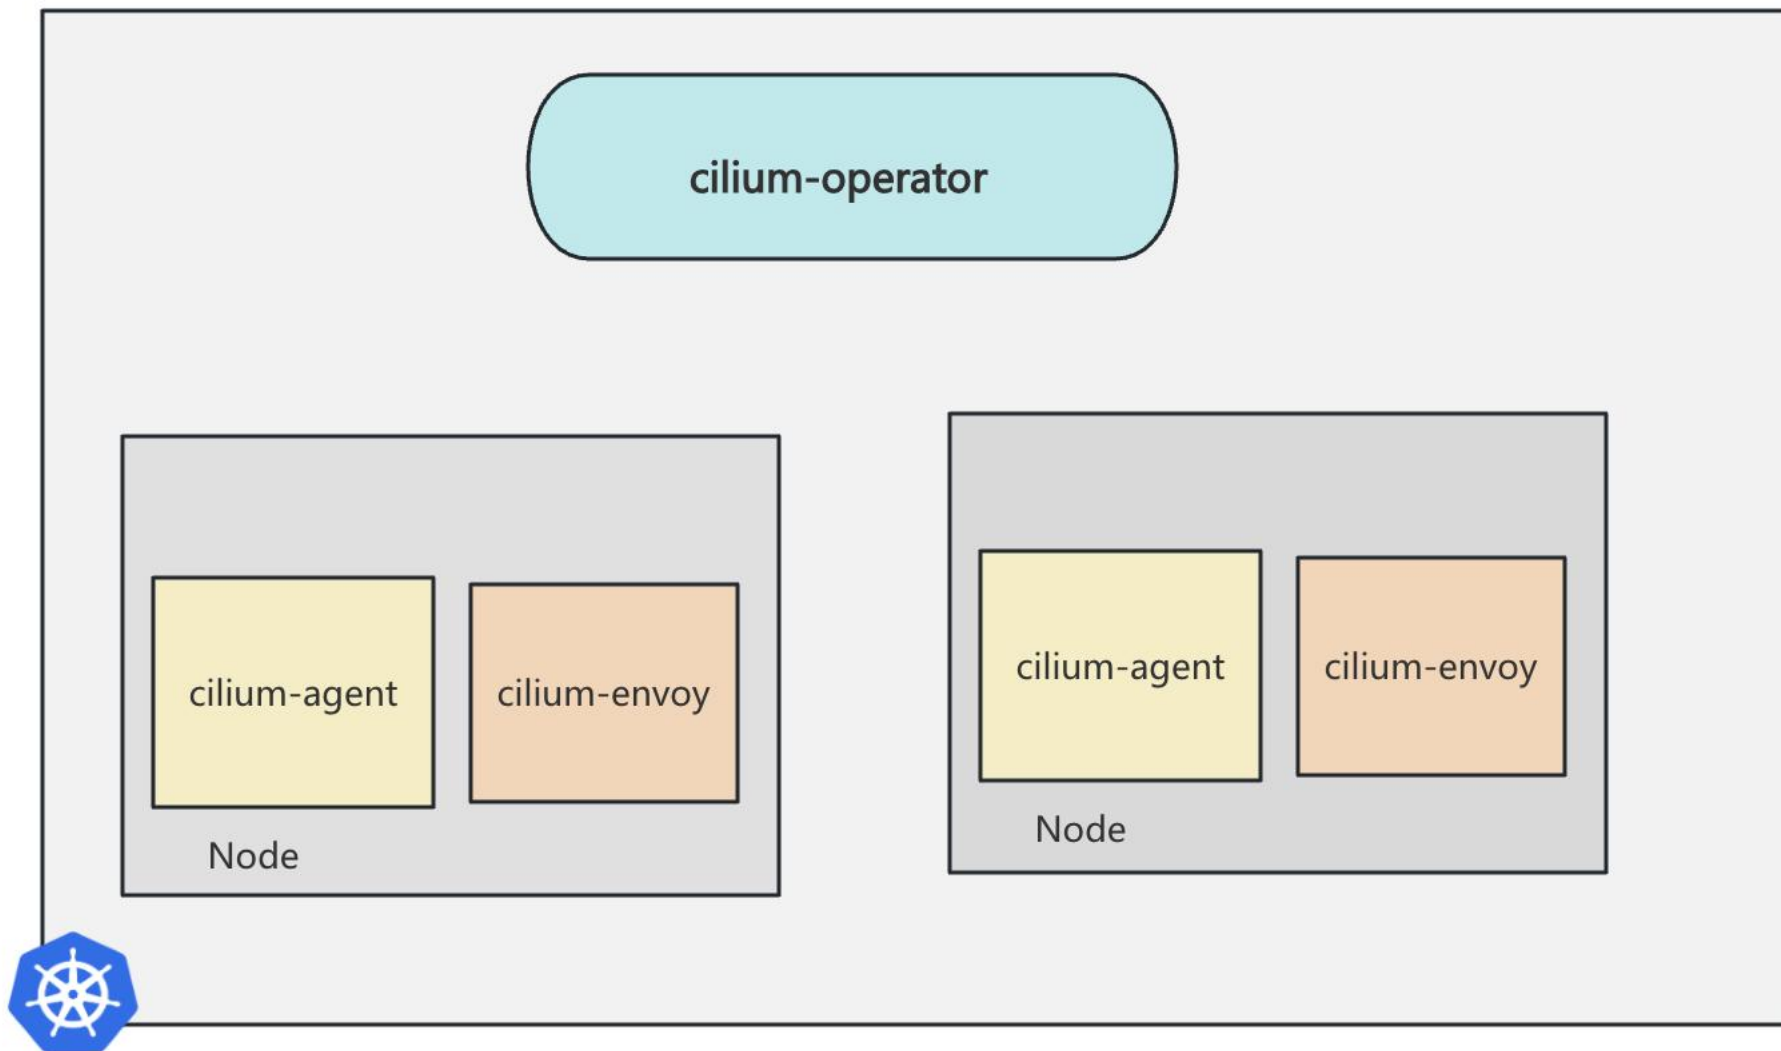 cilium-operator
cilium-agent
cilium-envoy
Node
cilium-agent
cilium-envoy
Node